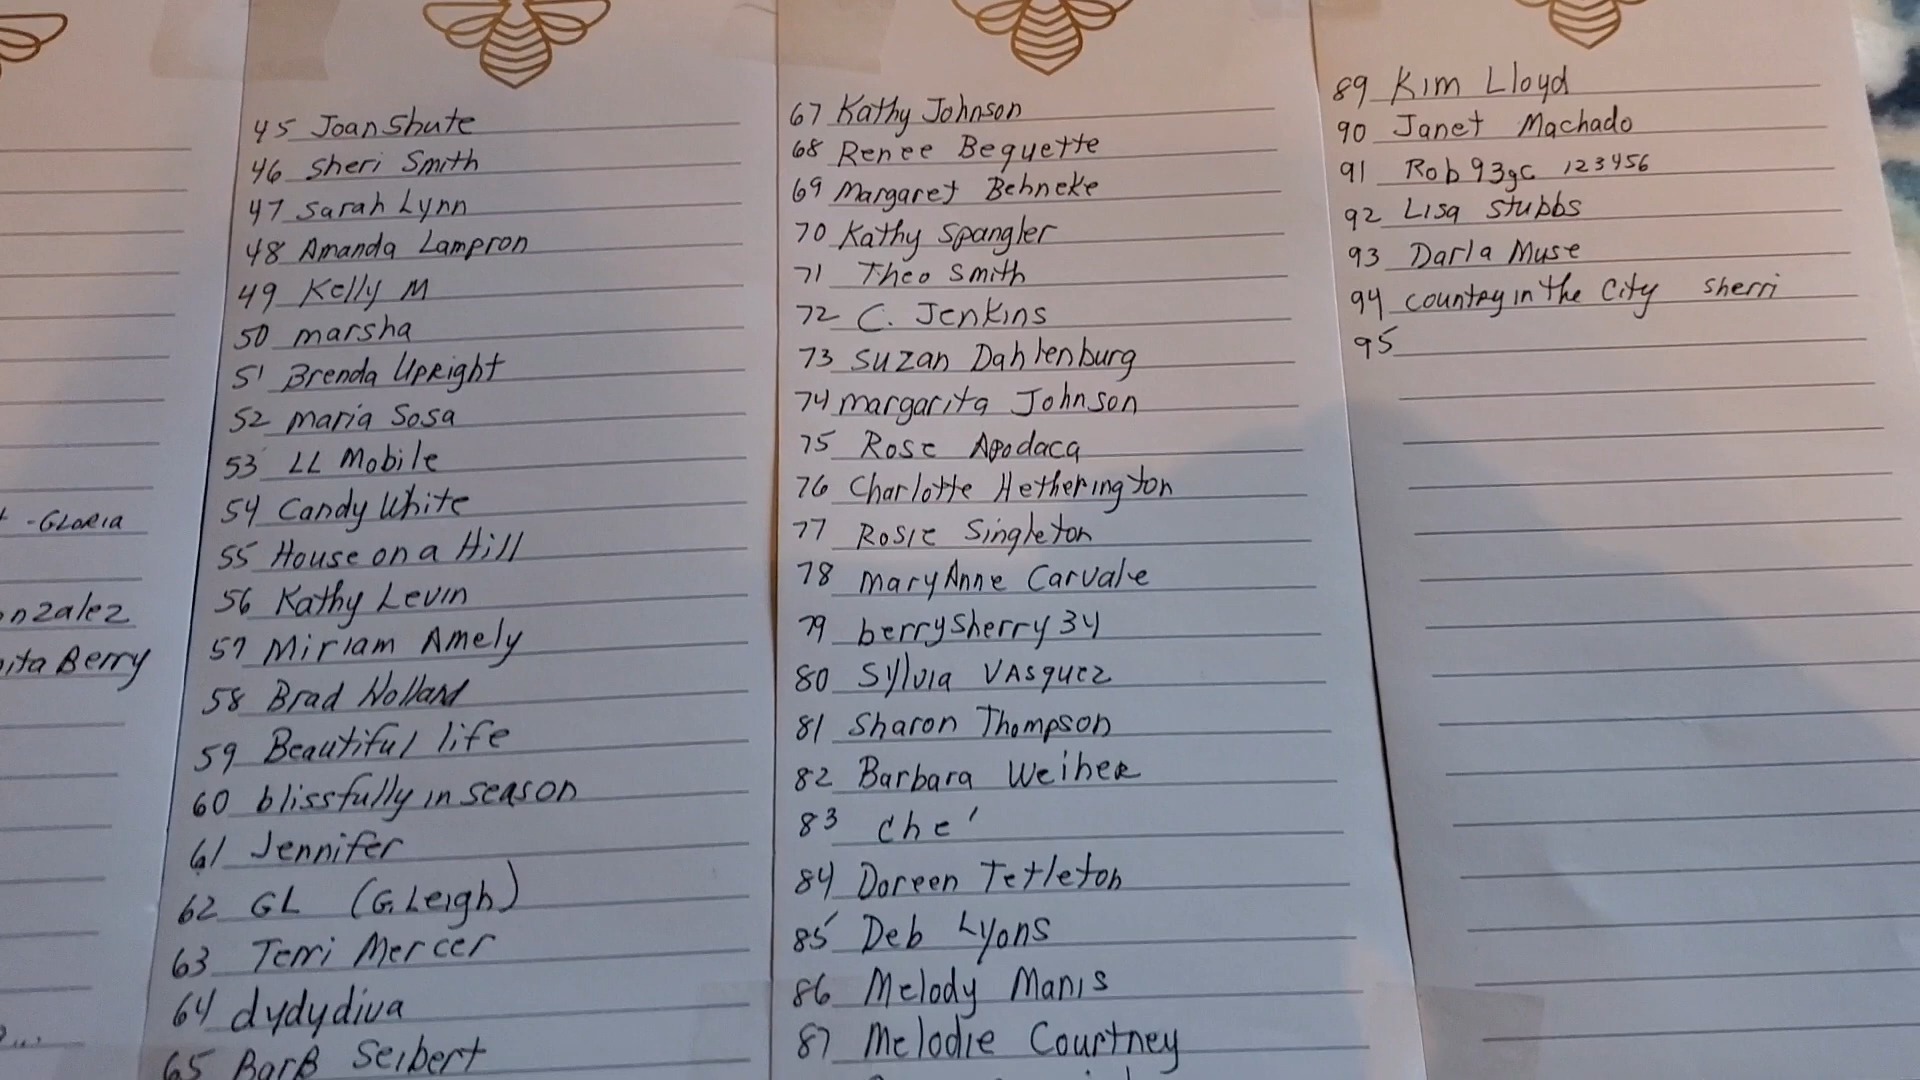 - GLORIA
Berry
45 Joan Shute
46 Sheri Smith
47 Sarah Lynn
48 Amanda Lampron
49 Kelly M
50 marsha
51 Brenda Upright
52 maria Sosa
53 LL Mobile
54 Candy White
55 House on a Hill
56 Kathy Levin
57 Miriam Amely
58 Brad Holland
59 Beautiful life
60 blissfully in season
61 Jennifer
62 GL (G. Leigh)
63 Terri Mercer
64 dydydiva
65 BarB Seibert
67 Kathy Johnson
68 Renee Bequette
69 Margaret Behneke
70 Kathy Spangler
71 Theo Smith
72 C. Jenkins
73 Suzan Dahlenburg
74 margarita Johnson
75 Rose Apodaca
76 Charlotte Hetherington
77 Rosie Singleton
78 maryAnne Carvale
79 berrysherry34
80 Sylvia VAsquez
81 Sharon Thompson
82 Barbara Weiher
83 Che'
84 Doreen Tetleton
85 Deb Lyons
86 Melody Manis
87 Melodie Courtney
89 Kim Lloyd
90 Janet Machado
91 Rob93gc 123456
92 Lisa Stubbs
93 Darla Muse
94 country in the City Sherri
95